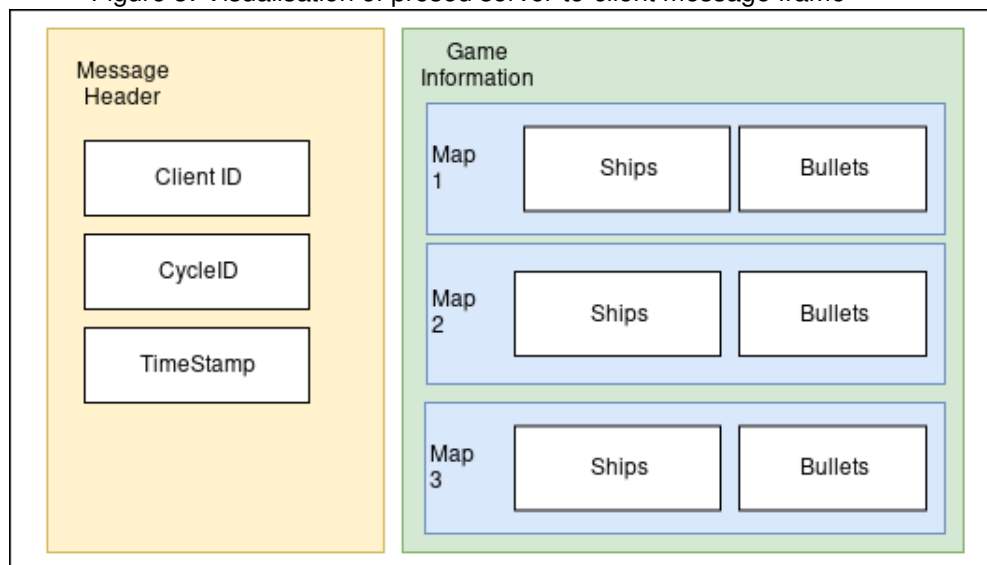 Message
Header
Client ID
CycleID
TimeStamp
Game
Information
Map
1
Ships
Bullets
Map
2
Ships
Bullets
Map
3
Ships
Bullets